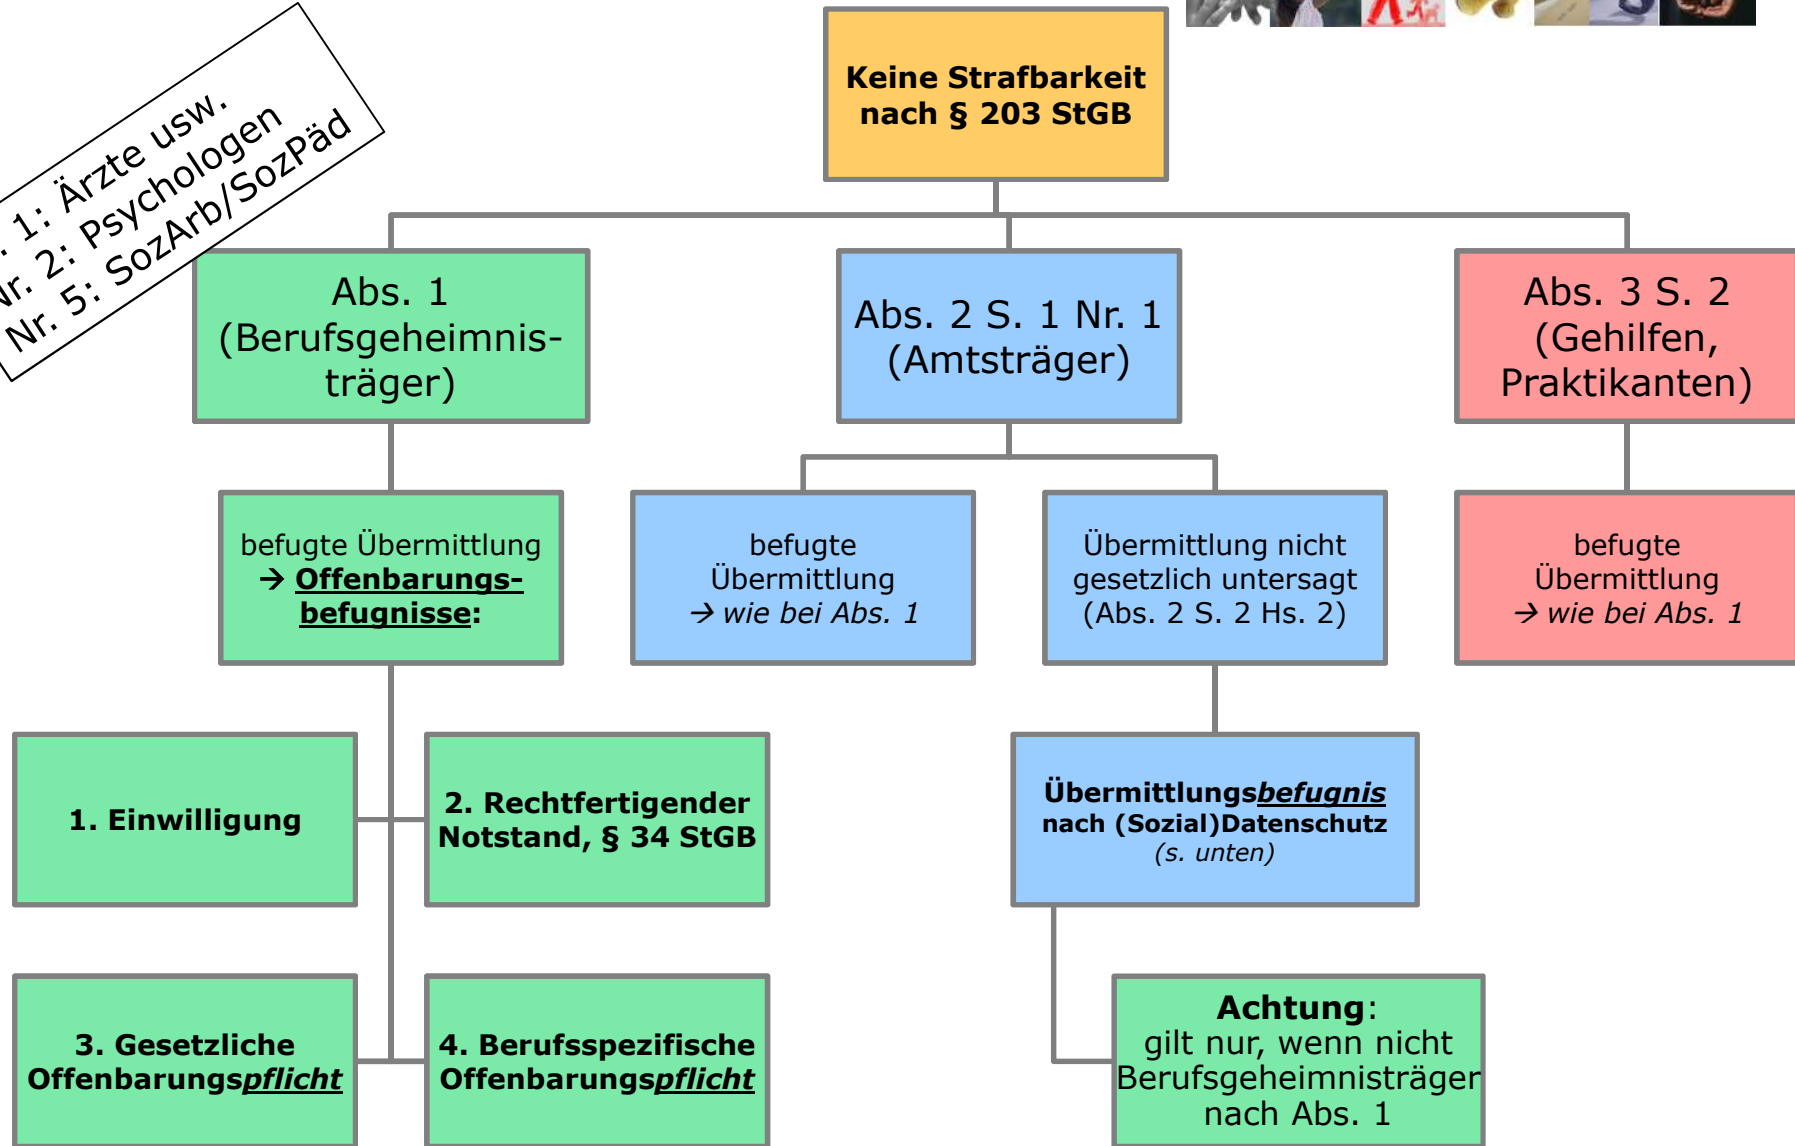 Keine Strafbarkeit
nach § 203 StGB
1: Ärzte usw.
Nr. 2: Psychologen
Nr. 5: SozArb/SozPäd
Abs. 1
(Berufsgeheimnis-
träger)
Abs. 2 S. 1 Nr. 1
(Amtsträger)
Abs. 3 S. 2
(Gehilfen,
Praktikanten)
befugte Übermittlung
→ Offenbarungs-
befugnisse:
befugte
Übermittlung
→ wie bei Abs. 1
Übermittlung nicht
gesetzlich untersagt
(Abs. 2 S. 2 Hs. 2)
befugte
Übermittlung
→ wie bei Abs. 1
1. Einwilligung
2. Rechtfertigender
Notstand, § 34 StGB
Übermittlungsbefugnis
nach (Sozial)Datenschutz
(s. unten)
3. Gesetzliche
Offenbarungspflicht
4. Berufsspezifische
Offenbarungspflicht
Achtung:
gilt nur, wenn nicht
Berufsgeheimnisträger
nach Abs. 1